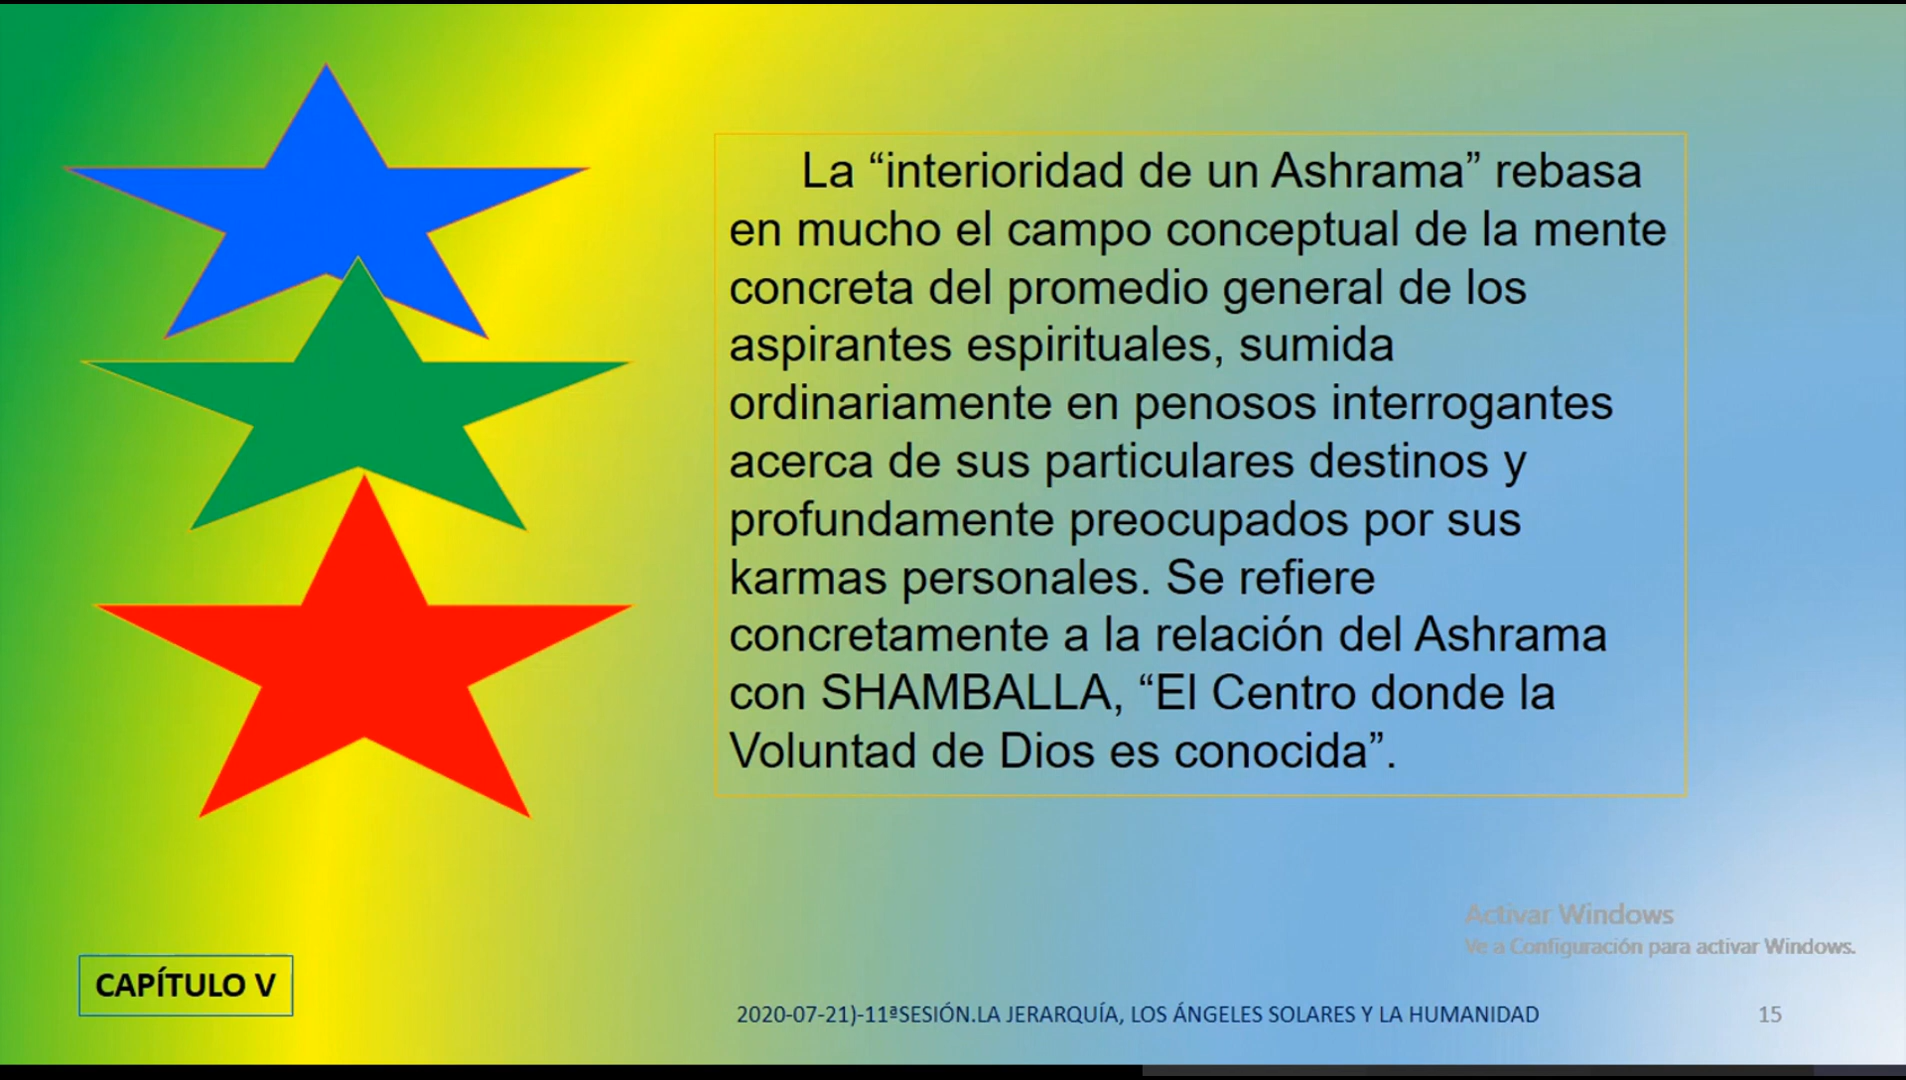 La “interioridad de un Ashrama” rebasa
en mucho el campo conceptual de la mente
concreta del promedio general de los
aspirantes espirituales, sumida
ordinariamente en penosos interrogantes
acerca de sus particulares destinos y
profundamente preocupados por sus
karmas personales. Se refiere
concretamente a la relación del Ashrama
con SHAMBALLA, “El Centro donde la
Voluntad de Dios es conocida”.
Activar Windows
Ve a Configuración para activar Windows.
CAPÍTULO V
2020-07-21)-11ªSESIÓN.LA JERARQUÍA, LOS ÁNGELES SOLARES Y LA HUMANIDAD
15